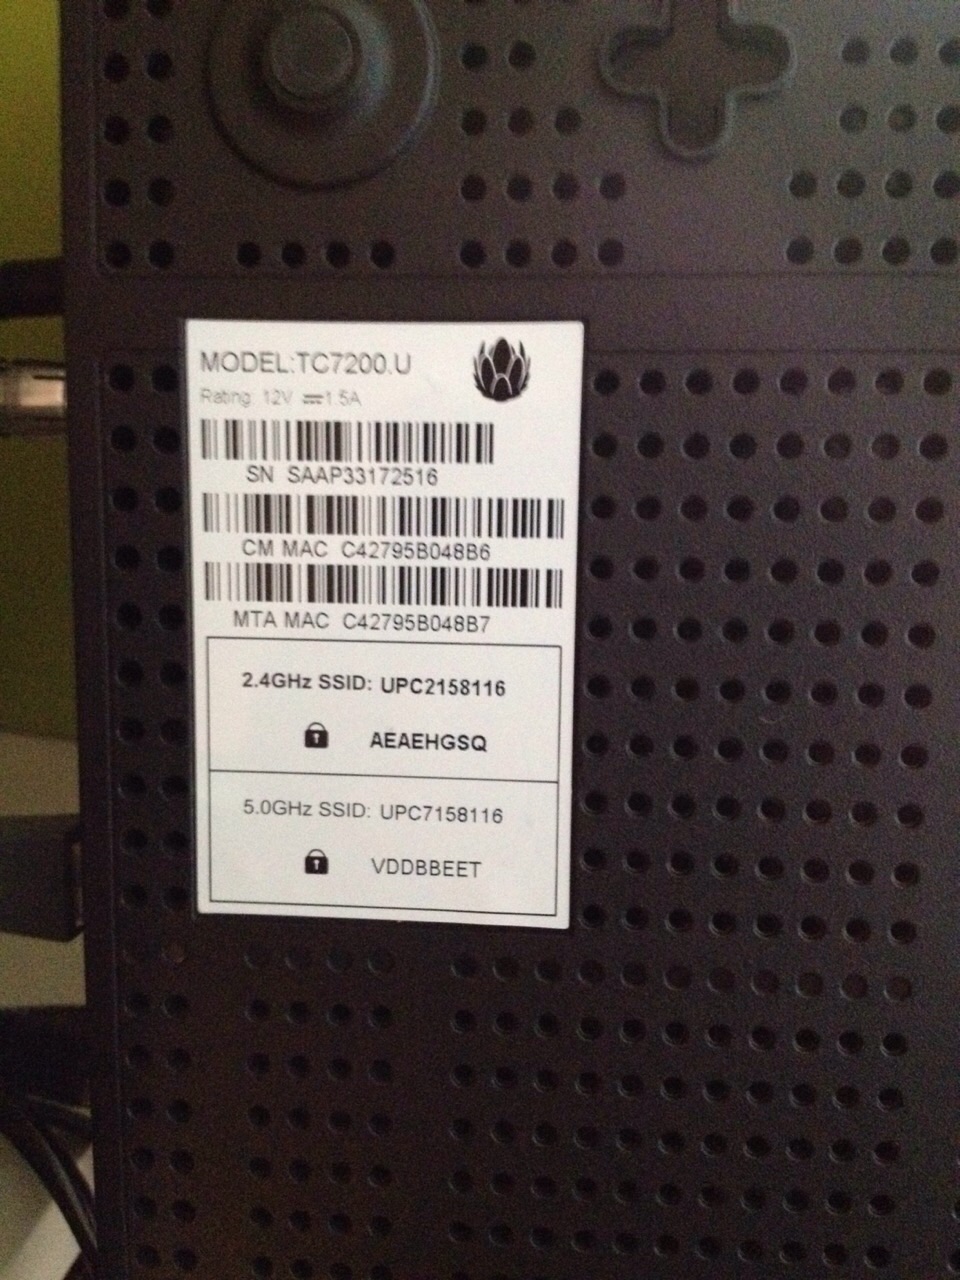 MODEL:TC7200.U
Rating: 12V ⎓1.5A
SN SAAP33172516
CM MAC C42795B048B6
MTA MAC C42795B048B7
2.4GHz SSID: UPC2158116
AEAEHGSQ
5.0GHz SSID: UPC7158116
VDDBBEET